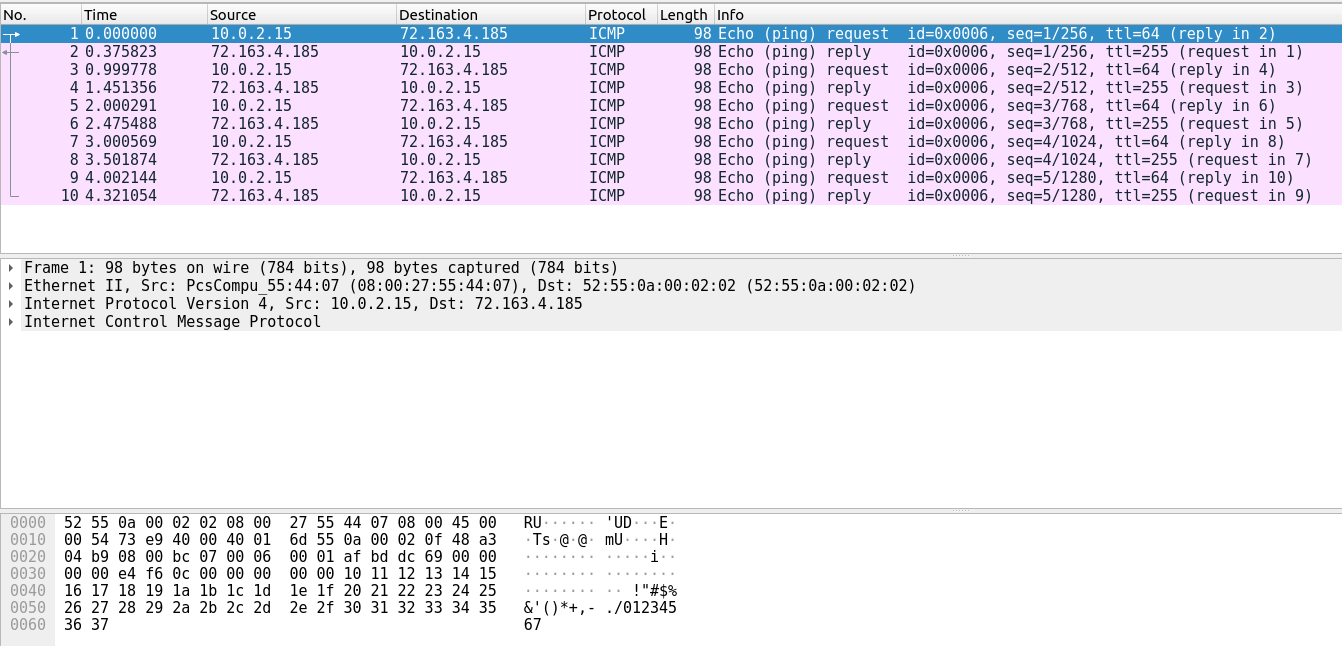 No. Time Source Destination Protocol Length Info
1 0.000000 10.0.2.15 72.163.4.185 ICMP 98 Echo (ping) request id=0x0006, seq=1/256, ttl=64 (reply in 2)
2 0.375823 72.163.4.185 10.0.2.15 ICMP 98 Echo (ping) reply id=0x0006, seq=1/256, ttl=255 (request in 1)
3 0.999778 10.0.2.15 72.163.4.185 ICMP 98 Echo (ping) request id=0x0006, seq=2/512, ttl=64 (reply in 4)
4 1.451356 72.163.4.185 10.0.2.15 ICMP 98 Echo (ping) reply id=0x0006, seq=2/512, ttl=255 (request in 3)
5 2.000291 10.0.2.15 72.163.4.185 ICMP 98 Echo (ping) request id=0x0006, seq=3/768, ttl=64 (reply in 6)
6 2.475488 72.163.4.185 10.0.2.15 ICMP 98 Echo (ping) reply id=0x0006, seq=3/768, ttl=255 (request in 5)
7 3.000569 10.0.2.15 72.163.4.185 ICMP 98 Echo (ping) request id=0x0006, seq=4/1024, ttl=64 (reply in 8)
8 3.501874 72.163.4.185 10.0.2.15 ICMP 98 Echo (ping) reply id=0x0006, seq=4/1024, ttl=255 (request in 7)
9 4.002144 10.0.2.15 72.163.4.185 ICMP 98 Echo (ping) request id=0x0006, seq=5/1280, ttl=64 (reply in 10)
10 4.321054 72.163.4.185 10.0.2.15 ICMP 98 Echo (ping) reply id=0x0006, seq=5/1280, ttl=255 (request in 9)
Frame 1: 98 bytes on wire (784 bits), 98 bytes captured (784 bits)
Ethernet II, Src: PcsCompu_55:44:07 (08:00:27:55:44:07), Dst: 52:55:0a:00:02:02 (52:55:0a:00:02:02)
Internet Protocol Version 4, Src: 10.0.2.15, Dst: 72.163.4.185
Internet Control Message Protocol
0000 52 55 0a 00 02 02 08 00 27 55 44 07 08 00 45 00 RU······ 'UD···E·
0010 00 54 73 e9 40 00 40 01 6d 55 0a 00 02 0f 48 a3 ·Ts·@·@· mU····H·
0020 04 b9 08 00 bc 07 00 06 00 01 af bd dc 69 00 00 ········ ·····i··
0030 00 00 e4 f6 0c 00 00 00 00 00 10 11 12 13 14 15 ········ ········
0040 16 17 18 19 1a 1b 1c 1d 1e 1f 20 21 22 23 24 25 ········ ·· !"#$%
0050 26 27 28 29 2a 2b 2c 2d 2e 2f 30 31 32 33 34 35 &'()*+,- ./012345
0060 36 37 67